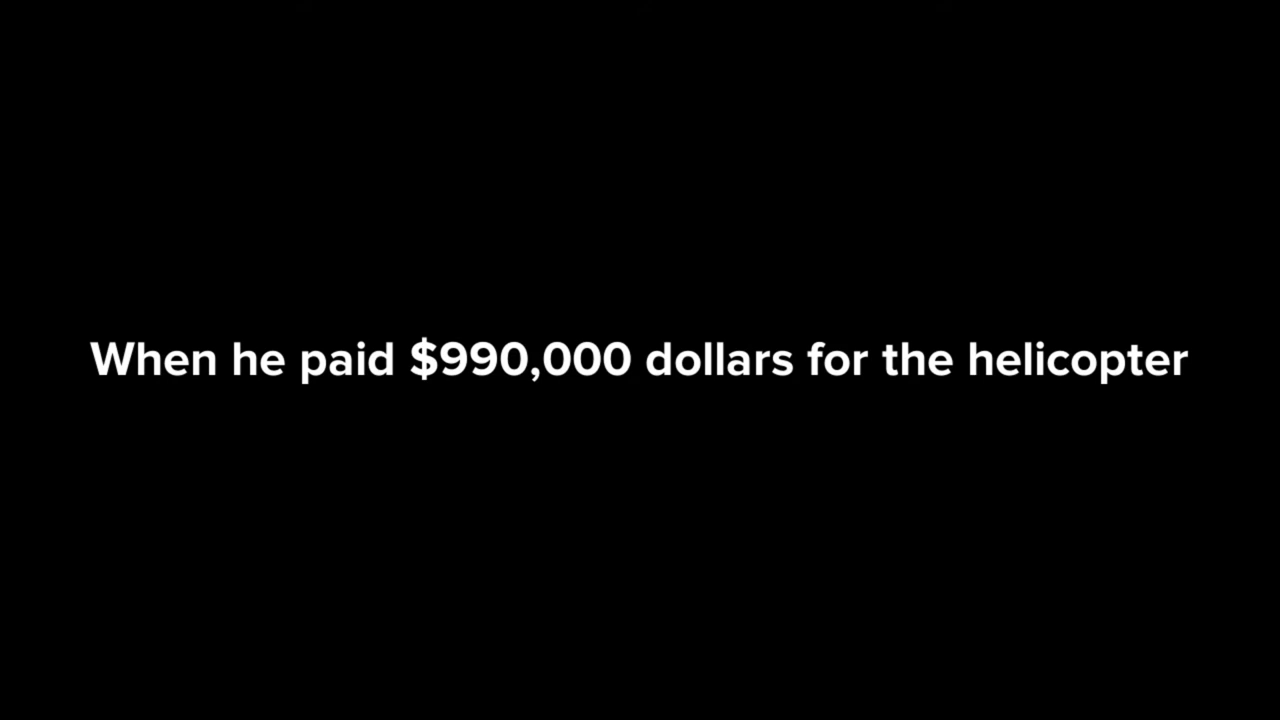 When he paid $990,000 dollars for the helicopter